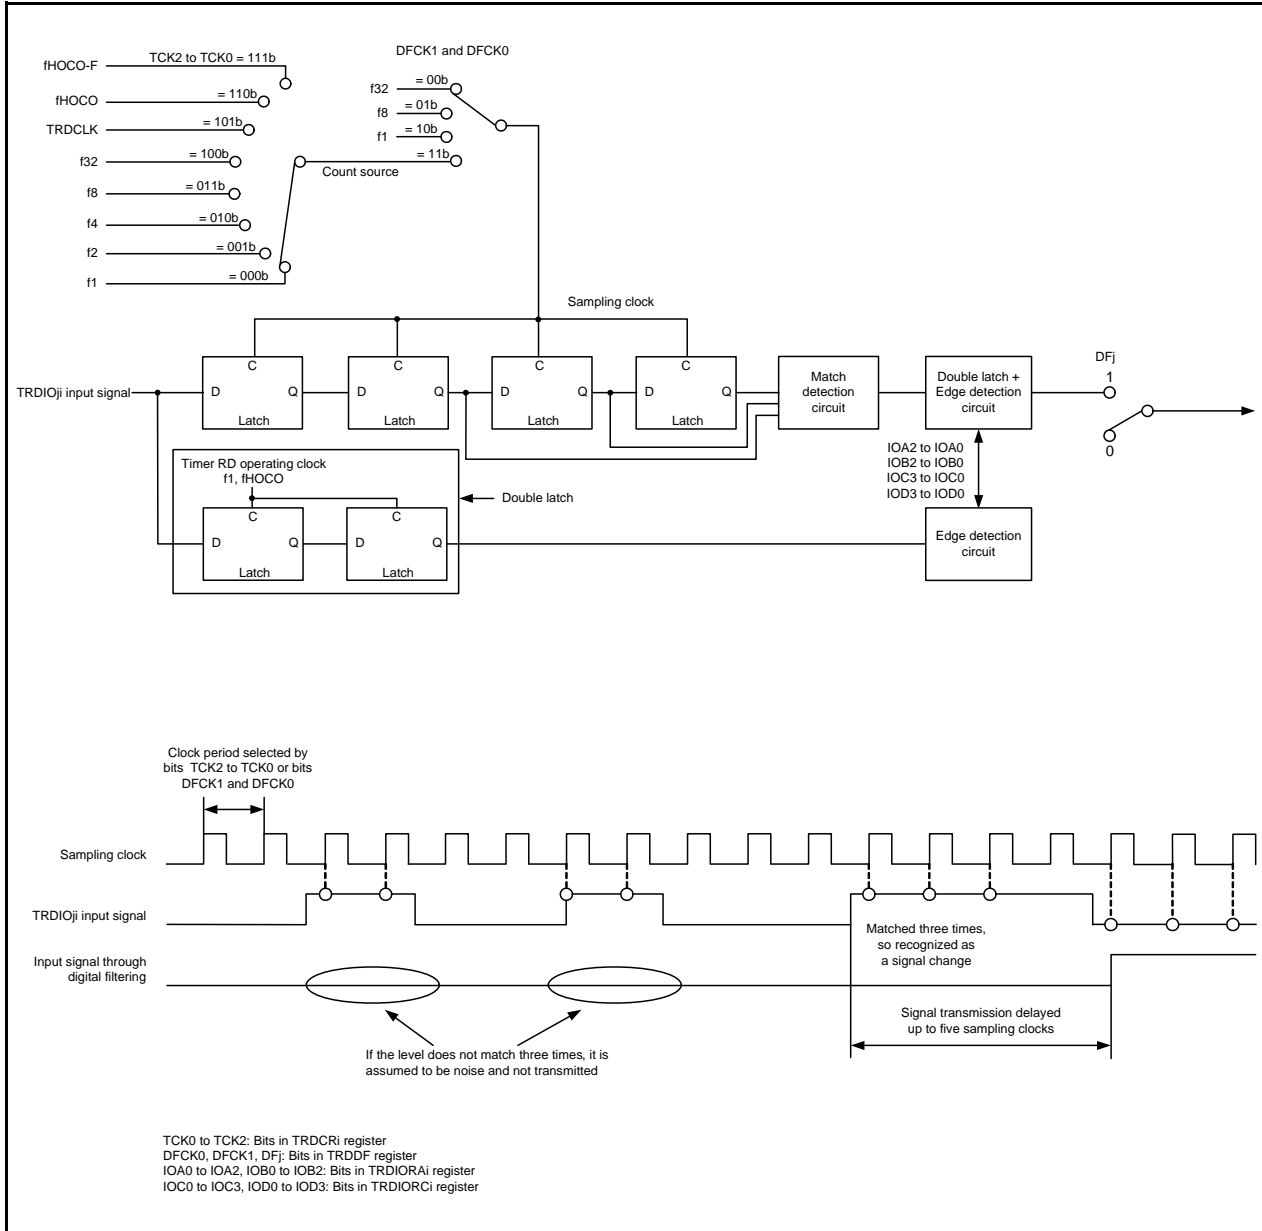 fHOCO-F
TCK2 to TCK0 = 111b
fHOCO
= 110b
TRDCLK
= 101b
f32
= 100b
f8
= 011b
f4
= 010b
f2
= 001b
f1
= 000b
DFCK1 and DFCK0
f32
= 00b
f8
= 01b
f1
= 10b
= 11b
Count source
Sampling clock
TRDIOji input signal
C
D
Q
Latch
C
D
Q
Latch
C
D
Q
Latch
C
D
Q
Latch
Match
detection
circuit
Double latch +
Edge detection
circuit
DFj
1
0
IOA2 to IOA0
IOB2 to IOB0
IOC3 to IOC0
IOD3 to IOD0
Timer RD operating clock
f1, fHOCO
Double latch
C
D
Q
Latch
C
D
Q
Latch
Edge detection
circuit
Clock period selected by
bits TCK2 to TCK0 or bits
DFCK1 and DFCK0
Sampling clock
TRDIOji input signal
Input signal through
digital filtering
Matched three times,
so recognized as
a signal change
Signal transmission delayed
up to five sampling clocks
If the level does not match three times, it is
assumed to be noise and not transmitted
TCK0 to TCK2: Bits in TRDCRi register
DFCK0, DFCK1, DFj: Bits in TRDDF register
IOA0 to IOA2, IOB0 to IOB2: Bits in TRDIORAi register
IOC0 to IOC3, IOD0 to IOD3: Bits in TRDIORCi register